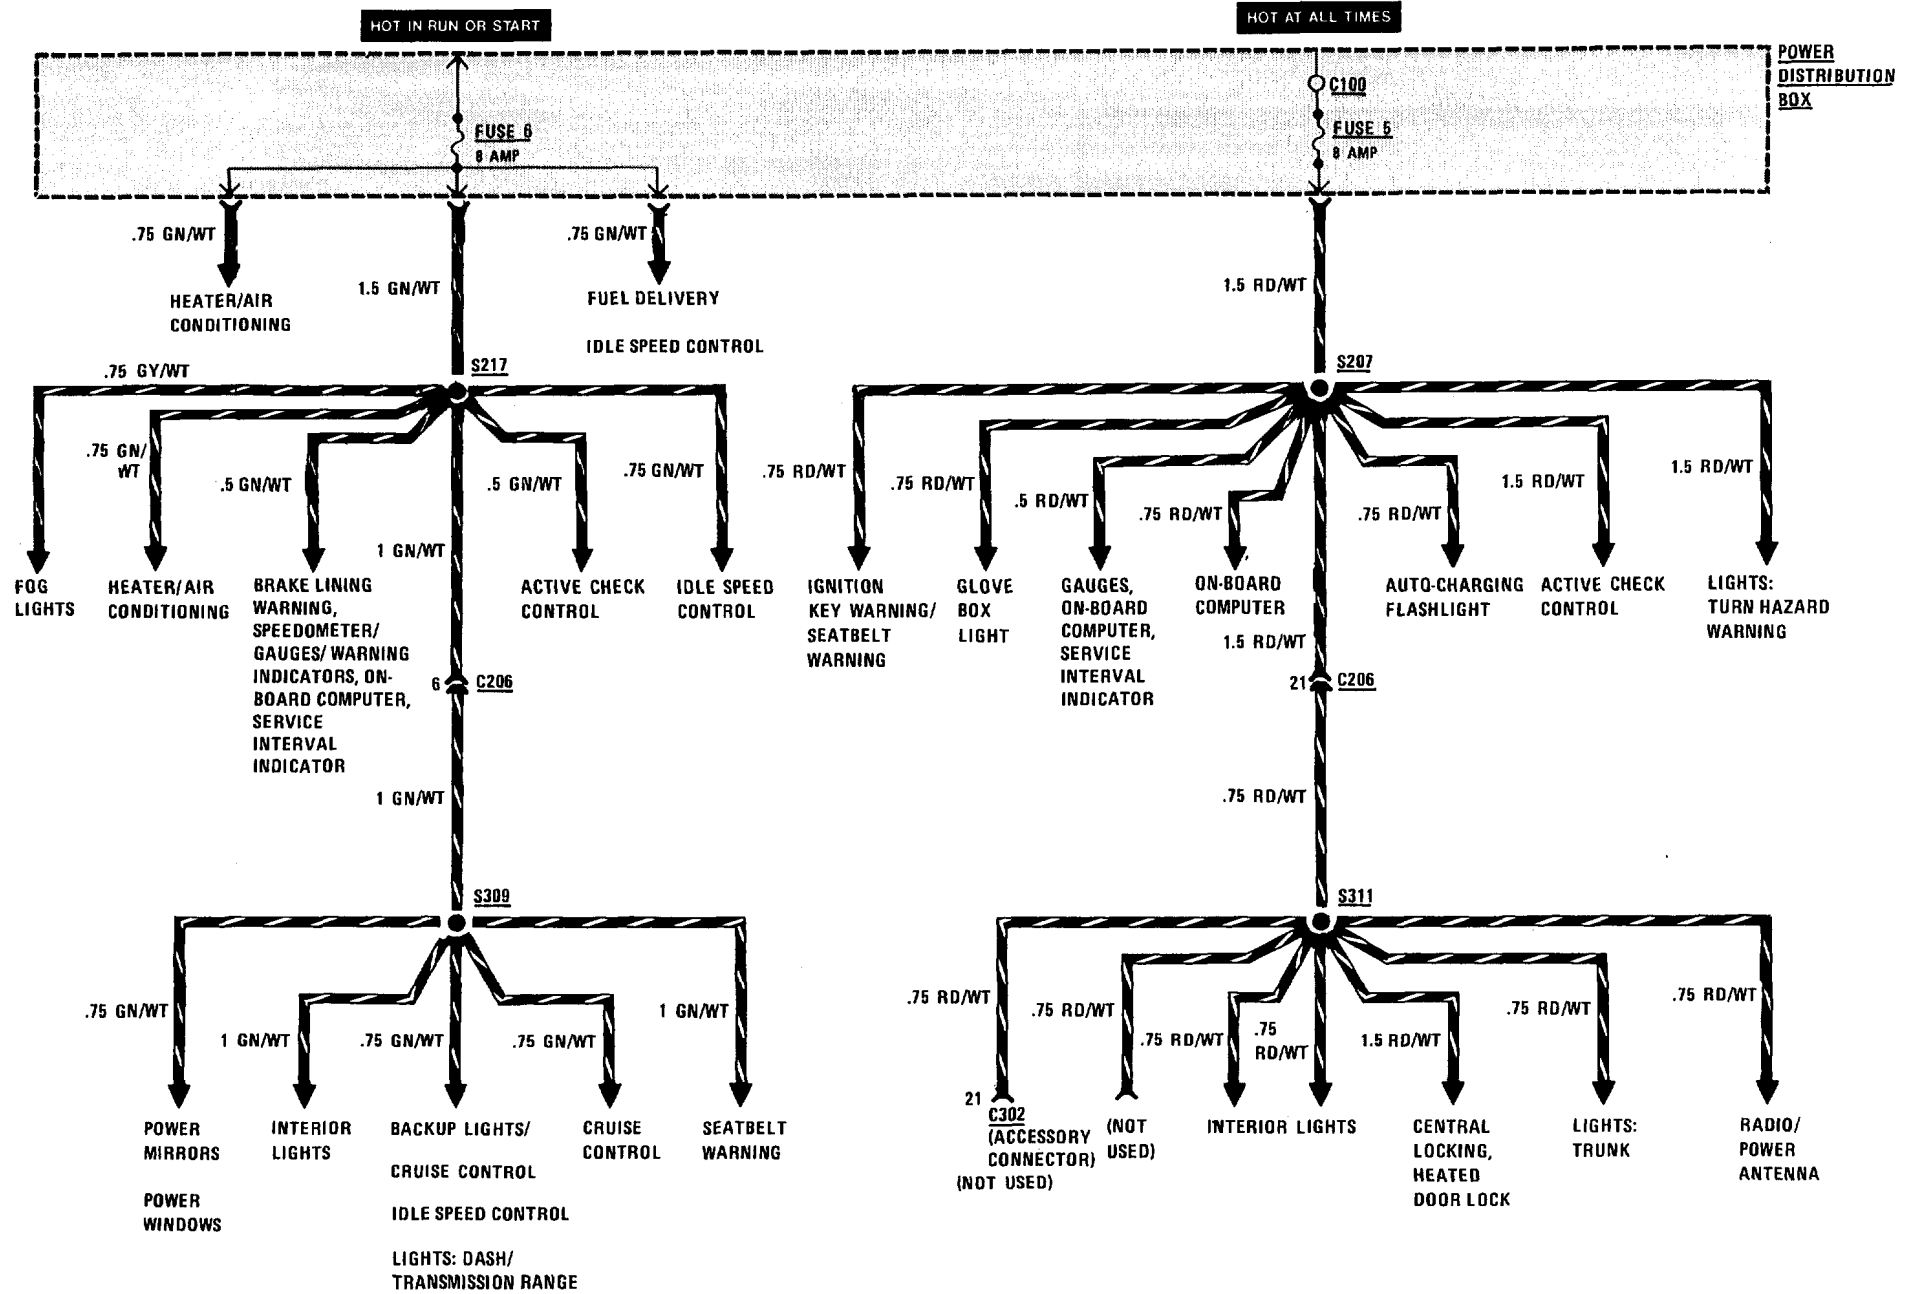 HOT IN RUN OR START
HOT AT ALL TIMES
POWER
DISTRIBUTION
BOX
FUSE 6
8 AMP
C100
FUSE 5
8 AMP
.75 GN/WT
HEATER/AIR
CONDITIONING
1.5 GN/WT
.75 GN/WT
FUEL DELIVERY
IDLE SPEED CONTROL
1.5 RD/WT
S217
.75 GY/WT
.75 GN/
WT
.5 GN/WT
1 GN/WT
.5 GN/WT
.75 GN/WT
FOG
LIGHTS
HEATER/AIR
CONDITIONING
BRAKE LINING
WARNING,
SPEEDOMETER/
GAUGES/ WARNING
INDICATORS, ON-
BOARD COMPUTER,
SERVICE
INTERVAL
INDICATOR
ACTIVE CHECK
CONTROL
IDLE SPEED
CONTROL
6 C206
1 GN/WT
S207
.75 RD/WT
.75 RD/WT
.5 RD/WT
.75 RD/WT
.75 RD/WT
1.5 RD/WT
1.5 RD/WT
IGNITION
KEY WARNING/
SEATBELT
WARNING
GLOVE
BOX
LIGHT
GAUGES,
ON-BOARD
COMPUTER,
SERVICE
INTERVAL
INDICATOR
ON-BOARD
COMPUTER
1.5 RD/WT
AUTO-CHARGING
FLASHLIGHT
ACTIVE CHECK
CONTROL
LIGHTS:
TURN HAZARD
WARNING
21 C206
.75 RD/WT
S309
.75 GN/WT
1 GN/WT
.75 GN/WT
.75 GN/WT
1 GN/WT
POWER
MIRRORS
POWER
WINDOWS
INTERIOR
LIGHTS
BACKUP LIGHTS/
CRUISE CONTROL
IDLE SPEED CONTROL
LIGHTS: DASH/
TRANSMISSION RANGE
CRUISE
CONTROL
SEATBELT
WARNING
S311
.75 RD/WT
.75 RD/WT
.75 RD/WT
.75
RD/WT
1.5 RD/WT
.75 RD/WT
.75 RD/WT
21 C302
(ACCESSORY
CONNECTOR)
(NOT USED)
(NOT
USED)
INTERIOR LIGHTS
CENTRAL
LOCKING,
HEATED
DOOR LOCK
LIGHTS:
TRUNK
RADIO/
POWER
ANTENNA